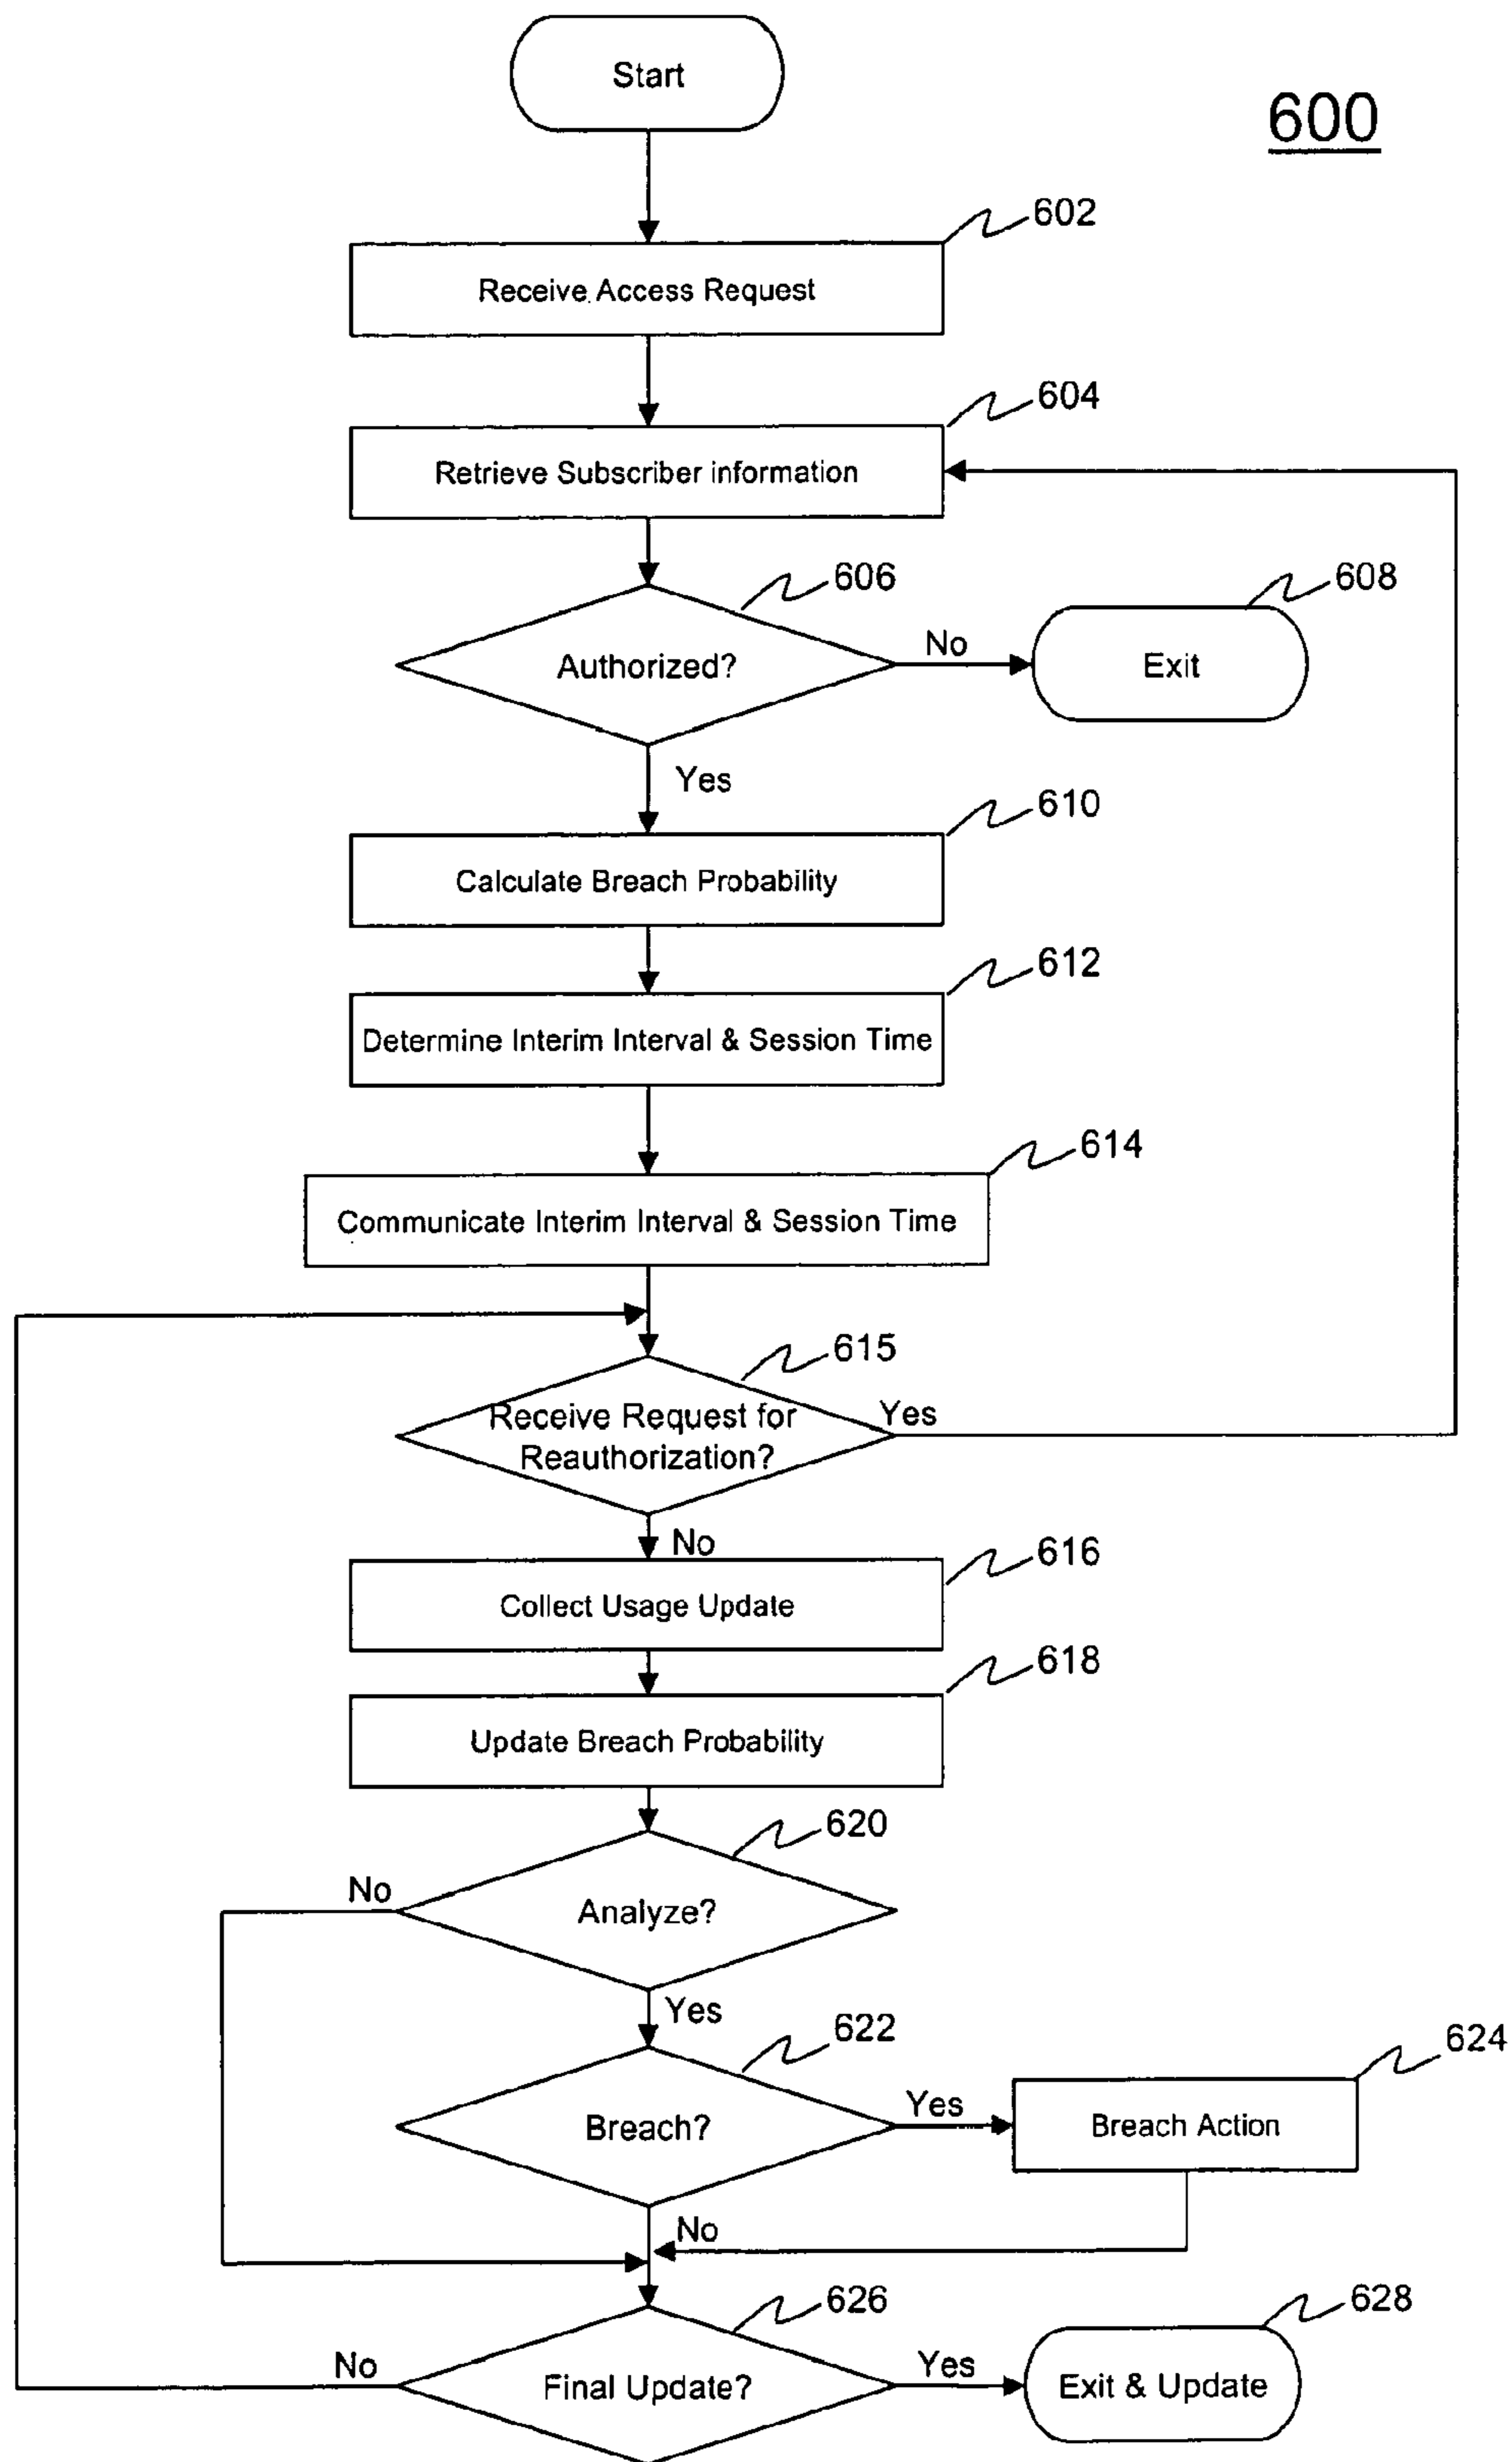 Start
600
602
Receive Access Request
604
Retrieve Subscriber information
606
608
Authorized?
No
Exit
Yes
610
Calculate Breach Probability
612
Determine Interim Interval & Session Time
614
Communicate Interim Interval & Session Time
615
Receive Request for
Reauthorization?
Yes
No
616
Collect Usage Update
618
Update Breach Probability
620
No
Analyze?
Yes
622
624
Breach?
Yes
Breach Action
No
626
628
No
Final Update?
Yes
Exit & Update